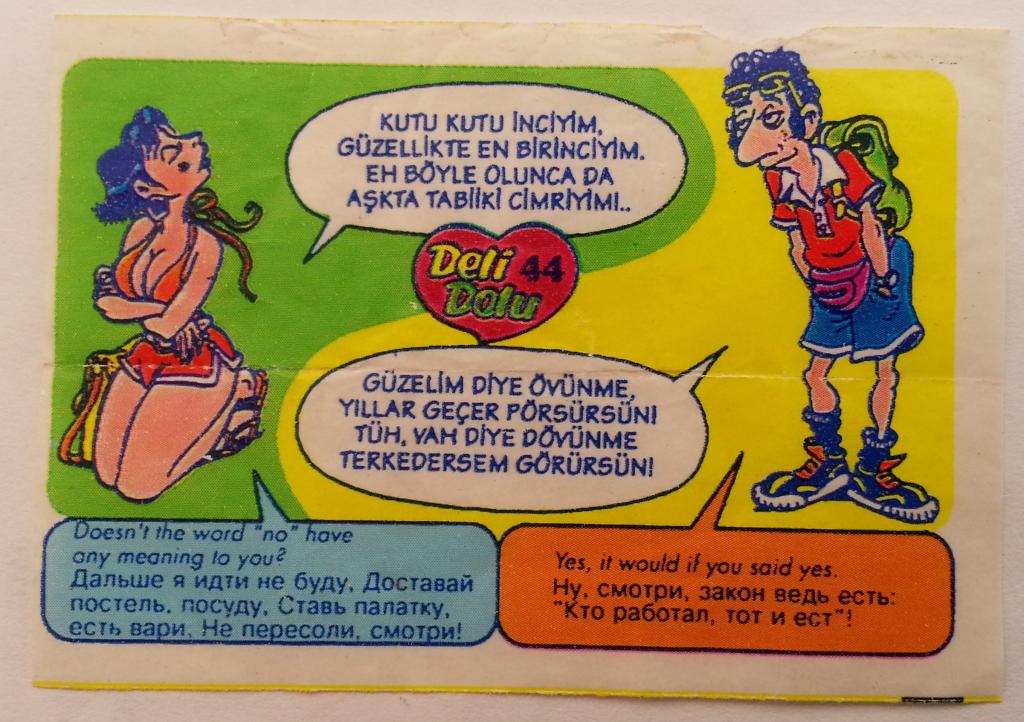 KUTU KUTU İNCİYİM,
GÜZELLİKTE EN BİRİNCİYİM.
EH BÖYLE OLUNCA DA
AŞKTA TABİİKİ CİMRİYİM!..
Deli 44
Dolu
GÜZELİM DİYE ÖVÜNME,
YILLAR GEÇER PÖRSÜRSÜN!
TÜH, VAH DİYE DÖVÜNME
TERKEDERSEM GÖRÜRSÜN!
Doesn't the word "no" have
any meaning to you?
Дальше я идти не буду, Доставай
постель, посуду, Ставь палатку,
есть вари, Не пересоли, смотри!
Yes, it would if you said yes.
Ну, смотри, закон ведь есть:
"Кто работал, тот и ест"!